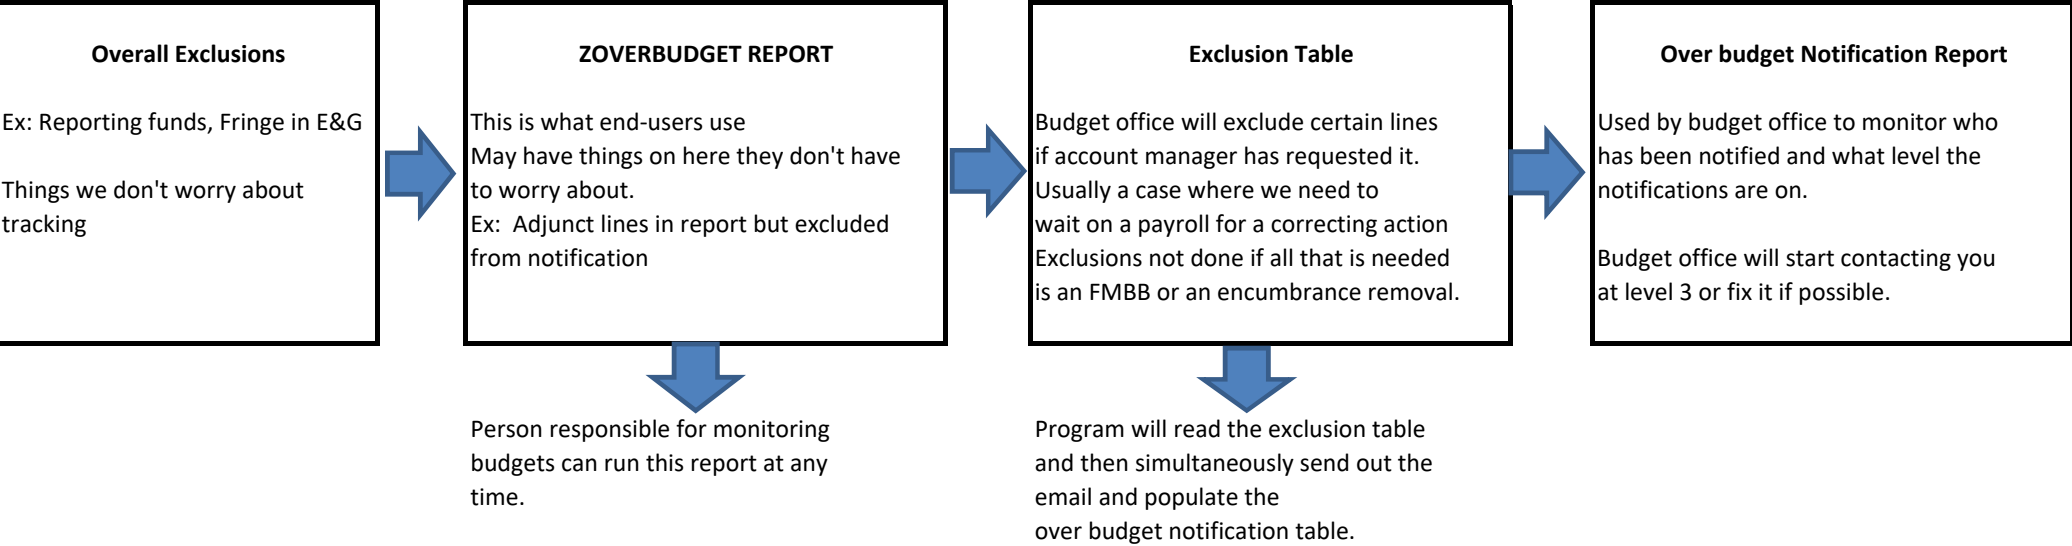 Overall Exclusions
Ex: Reporting funds, Fringe in E&G
Things we don't worry about
tracking
ZOVERBUDGET REPORT
This is what end-users use
May have things on here they don't have
to worry about.
Ex:  Adjunct lines in report but excluded
from notification
Person responsible for monitoring
budgets can run this report at any
time.
Exclusion Table
Budget office will exclude certain lines
if account manager has requested it.
Usually a case where we need to
wait on a payroll for a correcting action
Exclusions not done if all that is needed
is an FMBB or an encumbrance removal.
Program will read the exclusion table
and then simultaneously send out the
email and populate the
over budget notification table.
Over budget Notification Report
Used by budget office to monitor who
has been notified and what level the
notifications are on.
Budget office will start contacting you
at level 3 or fix it if possible.